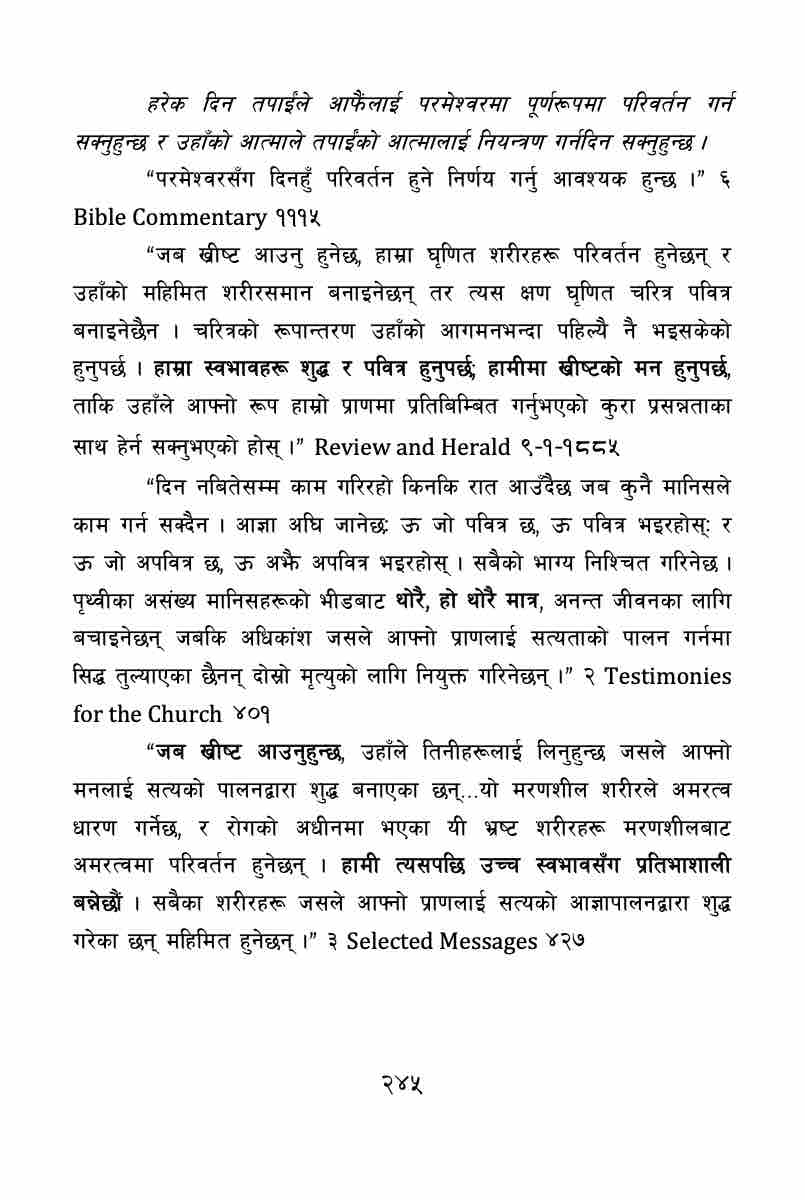 हरेक दिन तपाईंले आफैंलाई परमेश्वरमा पूर्णरूपमा परिवर्तन गर्न
सक्नुहुन्छ र उहाँको आत्माले तपाईंको आत्मालाई नियन्त्रण गर्नदिन सक्नुहुन्छ ।
“परमेश्वरसँग दिनहुँ परिवर्तन हुने निर्णय गर्नु आवश्यक हुन्छ ।” ६
Bible Commentary १११५
“जब ख्रीष्ट आउनु हुनेछ, हाम्रा घृणित शरीरहरू परिवर्तन हुनेछन् र
उहाँको महिमित शरीरसमान बनाइनेछन् तर त्यस क्षण घृणित चरित्र पवित्र
बनाइनेछैन । चरित्रको रूपान्तरण उहाँको आगमनभन्दा पहिल्यै नै भइसकेको
हुनुपर्छ । हाम्रा स्वभावहरू शुद्ध र पवित्र हुनुपर्छ; हामीमा ख्रीष्टको मन हुनुपर्छ,
ताकि उहाँले आफ्नो रूप हाम्रो प्राणमा प्रतिबिम्बित गर्नुभएको कुरा प्रसन्नताका
साथ हेर्न सक्नुभएको होस् ।” Review and Herald ९-१-१८८५
“दिन नबितेसम्म काम गरिरहो किनकि रात आउँदैछ जब कुनै मानिसले
काम गर्न सक्दैन । आज्ञा अघि जानेछ: ऊ जो पवित्र छ, ऊ पवित्र भइरहोस्: र
ऊ जो अपवित्र छ, ऊ अझै अपवित्र भइरहोस् । सबैको भाग्य निश्चित गरिनेछ ।
पृथ्वीका असंख्य मानिसहरूको भीडबाट थोरै, हो थोरै मात्र, अनन्त जीवनका लागि
बचाइनेछन् जबकि अधिकांश जसले आफ्नो प्राणलाई सत्यताको पालन गर्नमा
सिद्ध तुल्याएका छैनन् दोस्रो मृत्युको लागि नियुक्त गरिनेछन् ।” २ Testimonies
for the Church ४०१
“जब ख्रीष्ट आउनुहुन्छ, उहाँले तिनीहरूलाई लिनुहुन्छ जसले आफ्नो
मनलाई सत्यको पालनद्वारा शुद्ध बनाएका छन्...यो मरणशील शरीरले अमरत्व
धारण गर्नेछ, र रोगको अधीनमा भएका यी भ्रष्ट शरीरहरू मरणशीलबाट
अमरत्वमा परिवर्तन हुनेछन् । हामी त्यसपछि उच्च स्वभावसँग प्रतिभाशाली
बन्नेछौं । सबैका शरीरहरू जसले आफ्नो प्राणलाई सत्यको आज्ञापालनद्वारा शुद्ध
गरेका छन् महिमित हुनेछन् ।” ३ Selected Messages ४२७
२४५